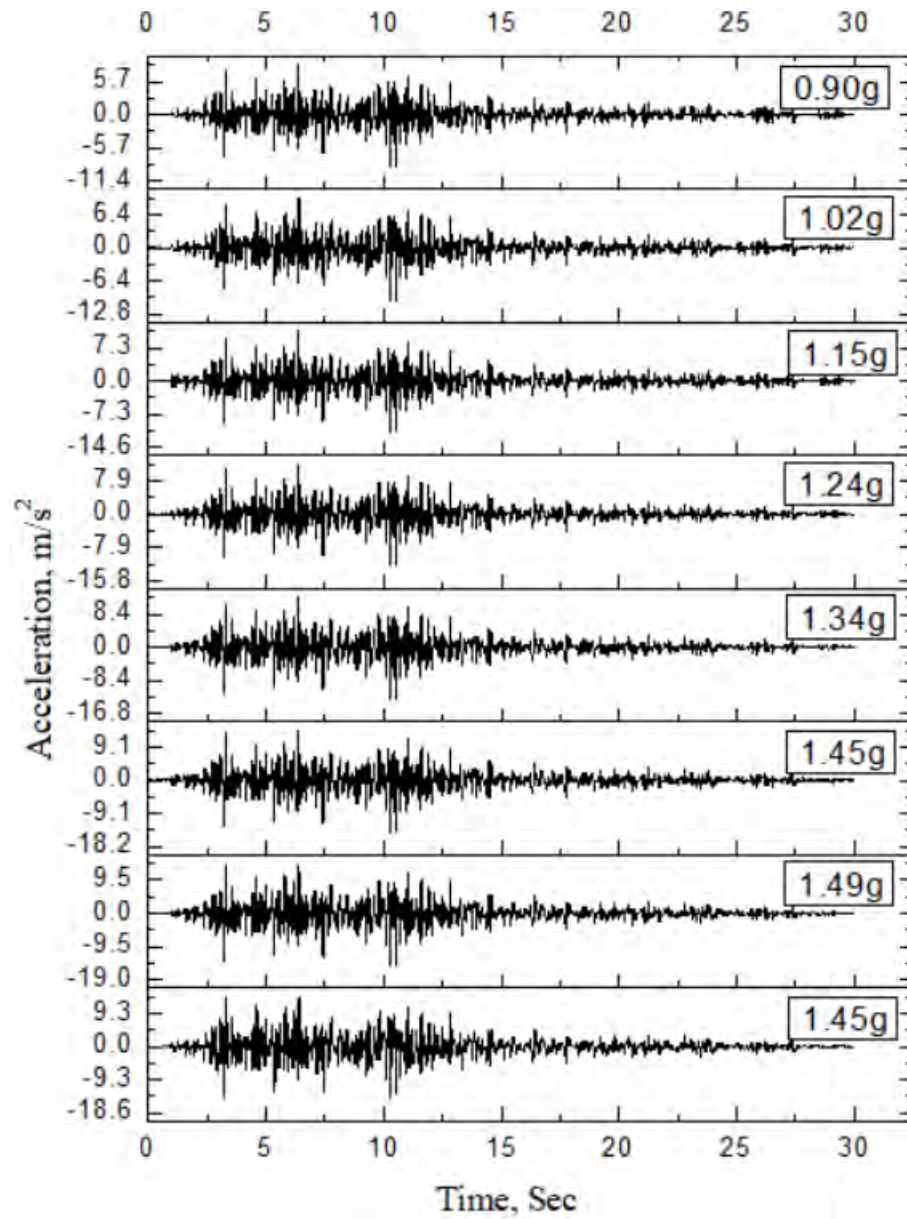 0 5 10 15 20 25 30
5.7
0.0
-5.7
-11.4
0.90g
6.4
0.0
-6.4
-12.8
1.02g
7.3
0.0
-7.3
-14.6
1.15g
7.9
0.0
-7.9
-15.8
1.24g
8.4
0.0
-8.4
-16.8
1.34g
9.1
0.0
-9.1
-18.2
1.45g
9.5
0.0
-9.5
-19.0
1.49g
9.3
0.0
-9.3
-18.6
1.45g
Acceleration, m/s²
0 5 10 15 20 25 30
Time, Sec